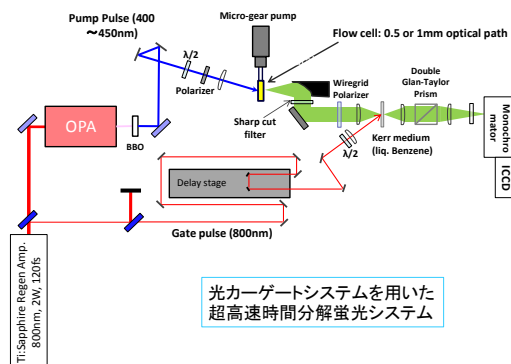 Pump Pulse (400
～450nm)
Micro-gear pump
Flow cell: 0.5 or 1mm optical path
λ/2
Polarizer
Wiregrid
Polarizer
Double
Glan-Taylor
Prism
OPA
BBO
Sharp cut
filter
λ/2
Kerr medium
(liq. Benzene)
Monochro
mator
ICCD
Delay stage
Gate pulse (800nm)
Ti:Sapphire Regen Amp.
800nm, 2W, 120fs
光カーゲートシステムを用いた
超高速時間分解蛍光システム